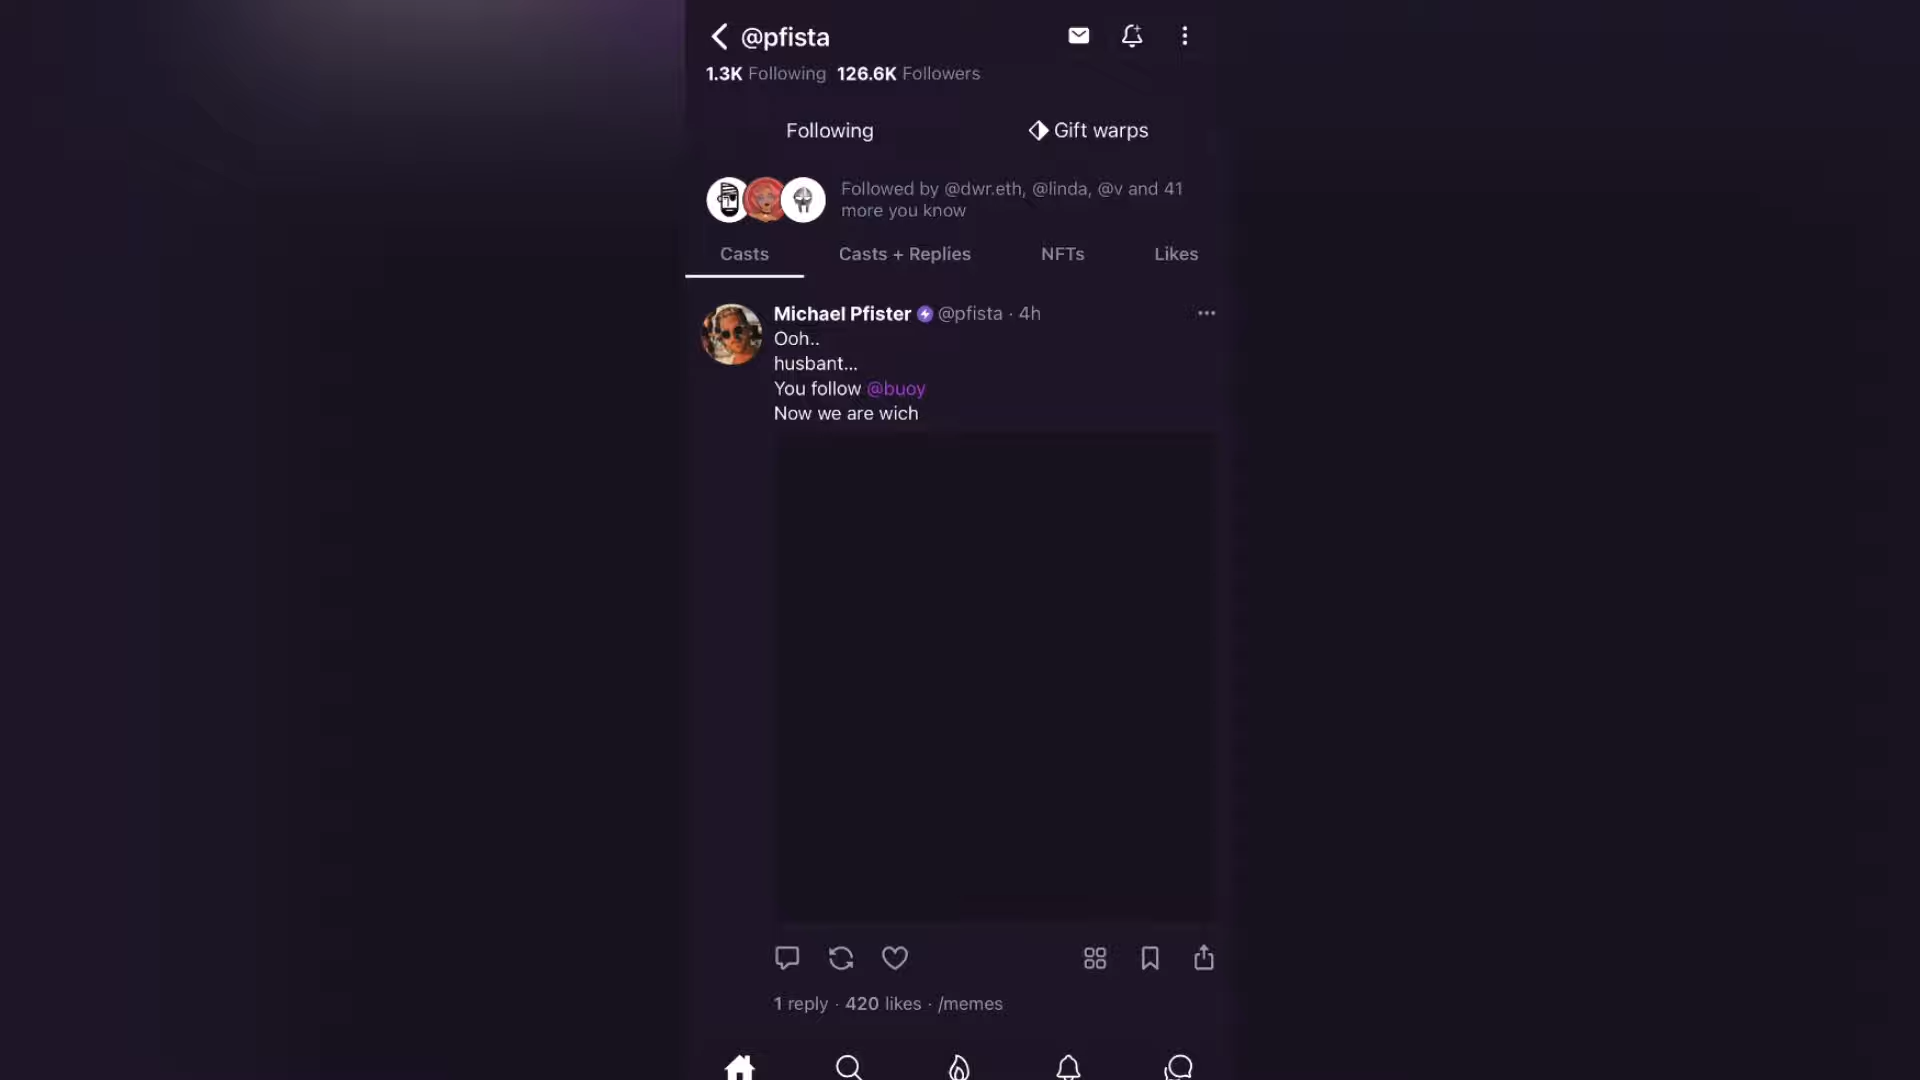 @pfista
1.3K Following 126.6K Followers
Following
Gift warps
Followed by @dwr.eth, @linda, @v and 41
more you know
Casts
Casts + Replies
NFTs
Likes
Michael Pfister @pfista · 4h
Ooh..
husbant...
You follow @buoy
Now we are wich
1 reply · 420 likes · /memes